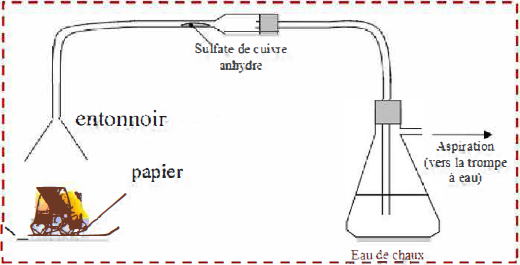 Sulfate de cuivre
anhydre
entonnoir
papier
Aspiration
(vers la trompe
à eau)
Eau de chaux